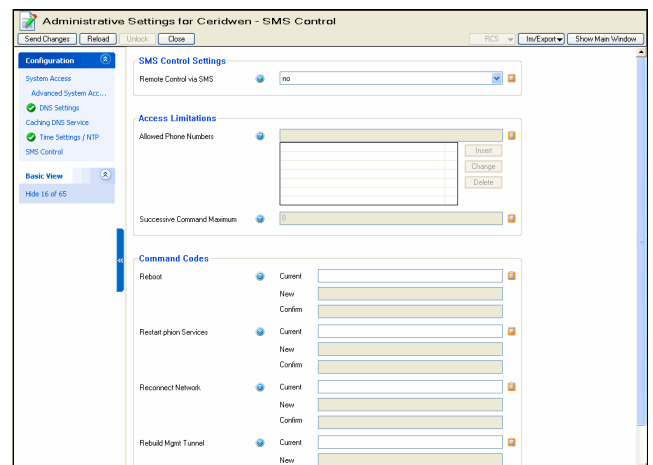 Administrative Settings for Ceridwen - SMS Control
Send Changes Reload Unlock Close RCS Im/Export Show Main Window
Configuration
System Access
Advanced System Acc...
DNS Settings
Caching DNS Service
Time Settings / NTP
SMS Control
Basic View
Hide 16 of 65
«
SMS Control Settings
Remote Control via SMS no
Access Limitations
Allowed Phone Numbers
Insert
Change
Delete
Successive Command Maximum 8
Command Codes
Reboot Current
New
Confirm
Restart phion Services Current
New
Confirm
Reconnect Network Current
New
Confirm
Rebuild Mgmt Tunnel Current
New